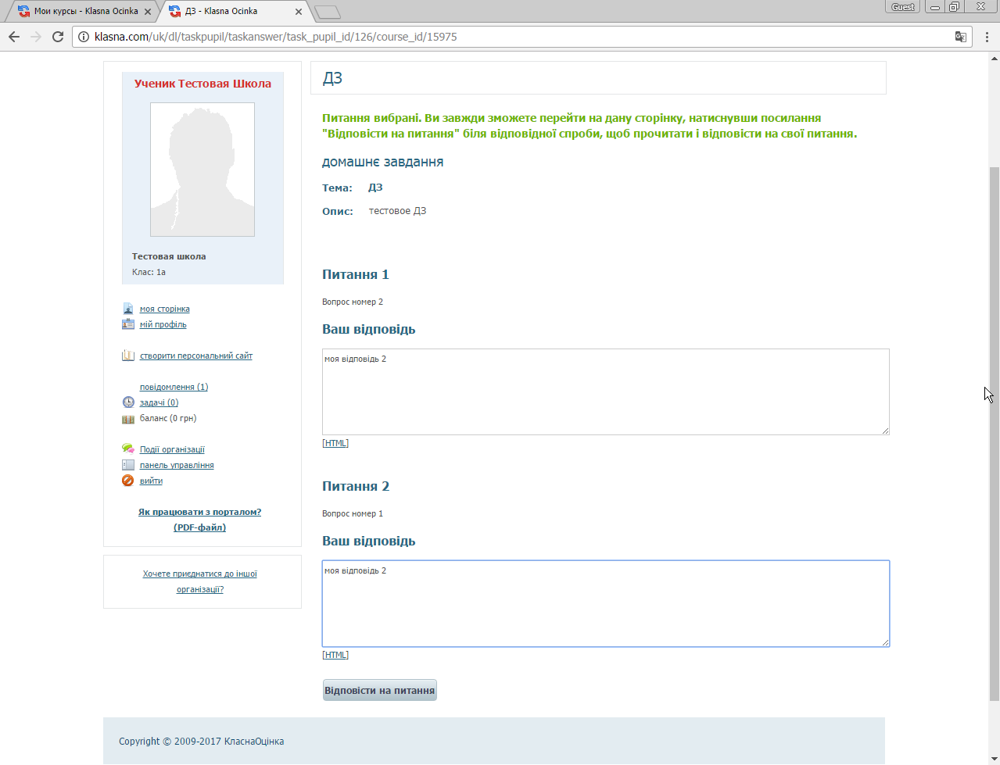 Мои курсы - Klasna Ocinka
ДЗ - Klasna Ocinka
Guest
klasna.com/uk/dl/taskpupil/taskanswer/task_pupil_id/126/course_id/15975
Ученик Тестовая Школа
Тестовая школа
Клас: 1а
моя сторінка
мій профіль
створити персональний сайт
повідомлення (1)
задачі (0)
баланс (0 грн)
Події організації
панель управління
вийти
Як працювати з порталом?
(PDF-файл)
Хочете приєднатися до іншої
організації?
ДЗ
Питання вибрані. Ви завжди зможете перейти на дану сторінку, натиснувши посилання
"Відповісти на питання" біля відповідної спроби, щоб прочитати і відповісти на свої питання.
домашнє завдання
Тема: ДЗ
Опис: тестовое ДЗ
Питання 1
Вопрос номер 2
Ваш відповідь
моя відповідь 2
[HTML]
Питання 2
Вопрос номер 1
Ваш відповідь
моя відповідь 2
[HTML]
Відповісти на питання
Copyright © 2009-2017 КласнаОцінка